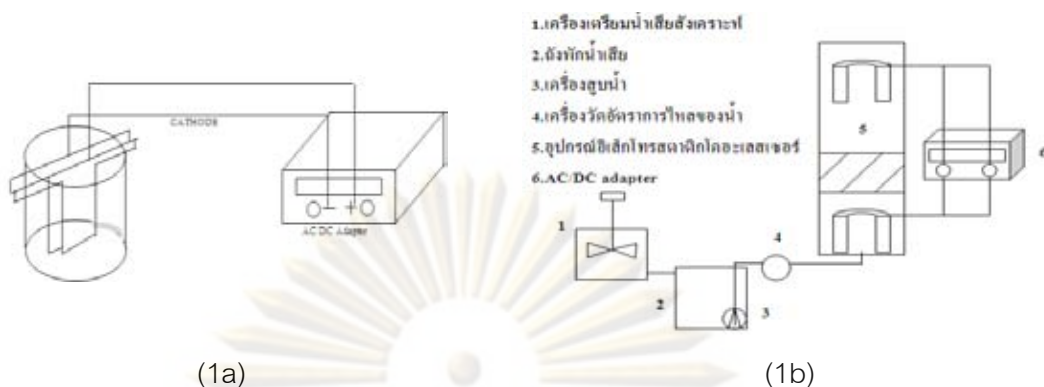 CATHODE
AC/DC Adapter
(1a)
1.เครื่องเตรียมน้ำเสียสังเคราะห์
2.ถังพักน้ำเสีย
3.เครื่องสูบน้ำ
4.เครื่องวัดอัตราการไหลของน้ำ
5.อุปกรณ์อิเล็กโทรสตาติกโคอะเลสเซอร์
6.AC/DC adapter
5
6
1
4
2
3
(1b)